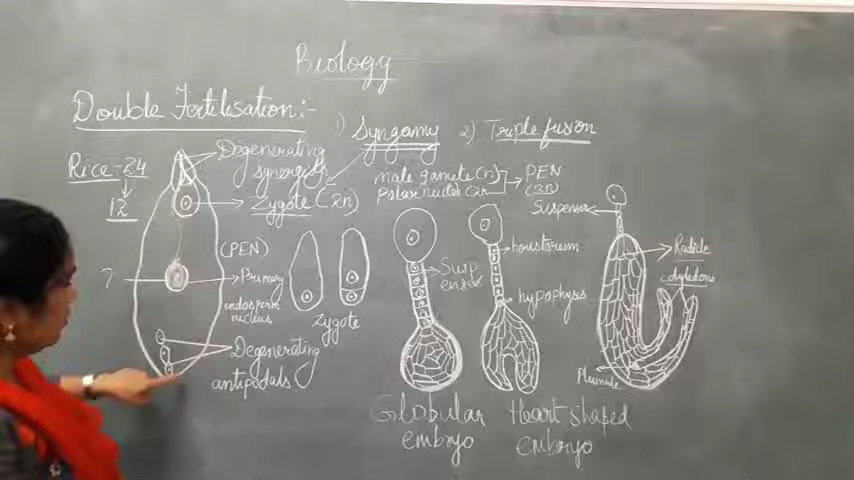 Biology
Double Fertilisation :-
1) Syngamy 2) Triple fusion
Rice-24
12
Degenerating
synergids
Zygote (2n)
male gamete (n)
Polar nuclei (2n)
PEN
(3n)
(PEN)
Primary
endosperm
nucleus
?
Degenerating
antipodals
zygote
Susp
ensor
Globular
embryo
houstorium
hypophysis
Heart shaped
embryo
Suspensor
Radicle
cotyledons
Plumule